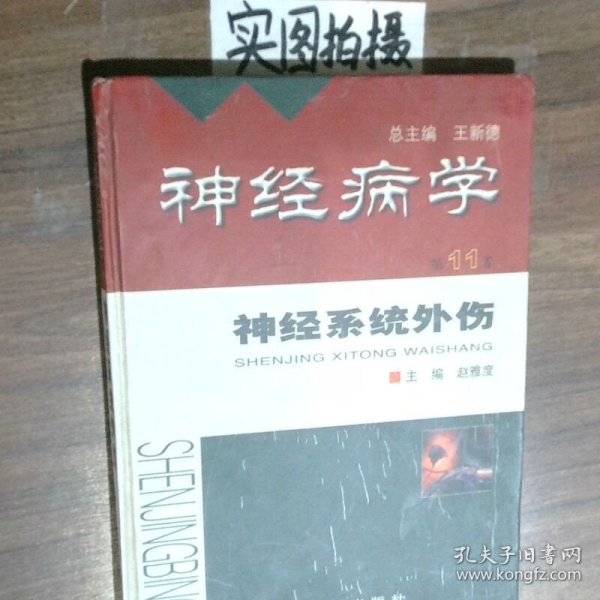 实图拍摄
总主编 王新德
神经病学
第11卷
神经系统外伤
SHENJING XITONG WAISHANG
主编 赵雅度
SHENJINGBIN
孔夫子旧书网
www.kongfz.com